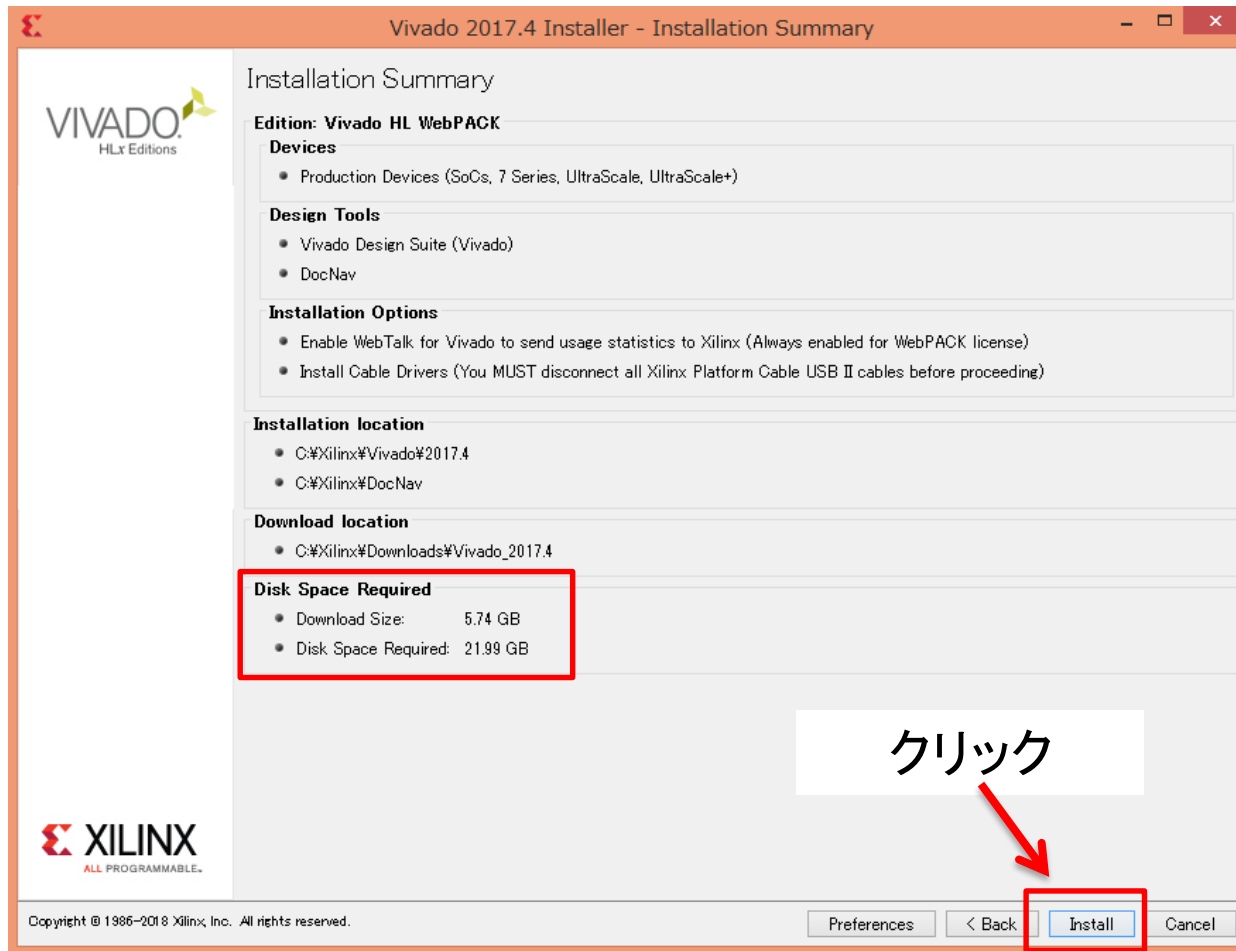 Vivado 2017.4 Installer - Installation Summary
VIVADO.
HLx Editions
Installation Summary
Edition: Vivado HL WebPACK
Devices
Production Devices (SoCs, 7 Series, UltraScale, UltraScale+)
Design Tools
Vivado Design Suite (Vivado)
DocNav
Installation Options
Enable WebTalk for Vivado to send usage statistics to Xilinx (Always enabled for WebPACK license)
Install Cable Drivers (You MUST disconnect all Xilinx Platform Cable USB II cables before proceeding)
Installation location
C:¥Xilinx¥Vivado¥2017.4
C:¥Xilinx¥DocNav
Download location
C:¥Xilinx¥Downloads¥Vivado_2017.4
Disk Space Required
Download Size: 5.74 GB
Disk Space Required: 21.99 GB
クリック
XILINX
ALL PROGRAMMABLE™
Copyright © 1986-2018 Xilinx, Inc. All rights reserved.
Preferences < Back Install Cancel